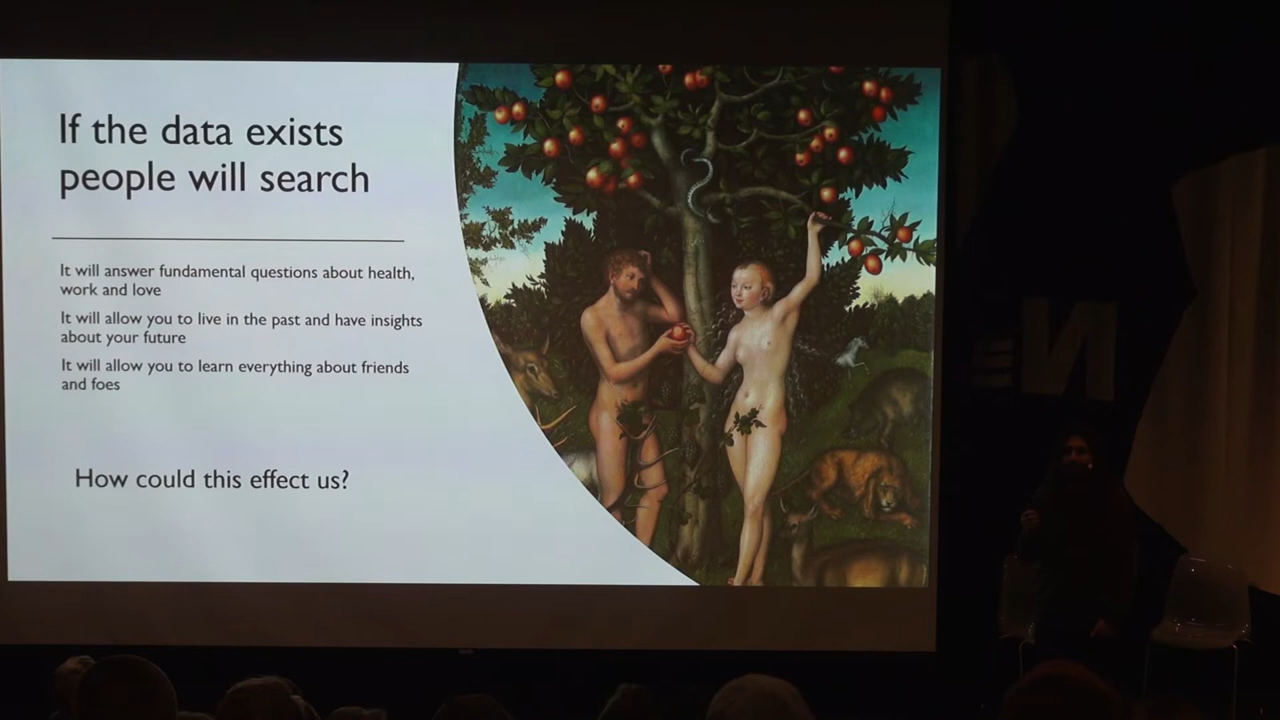 If the data exists
people will search
It will answer fundamental questions about health,
work and love
It will allow you to live in the past and have insights
about your future
It will allow you to learn everything about friends
and foes
How could this effect us?